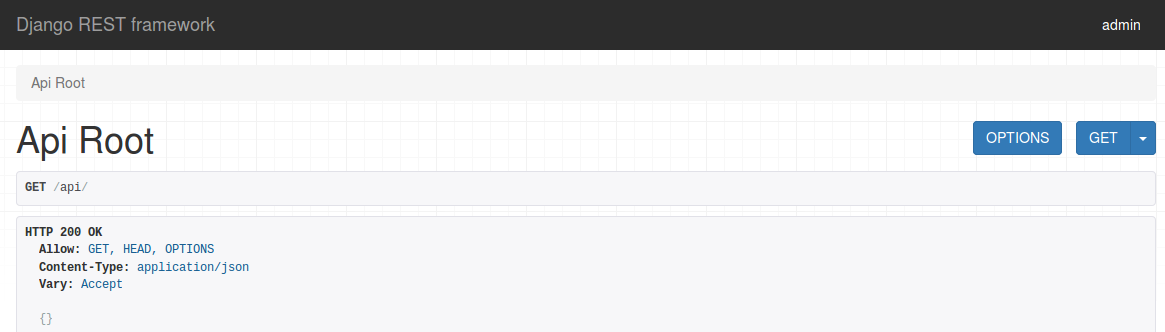 Django REST framework
admin
Api Root
Api Root
OPTIONS
GET
GET /api/
HTTP 200 OK
Allow: GET, HEAD, OPTIONS
Content-Type: application/json
Vary: Accept
{}